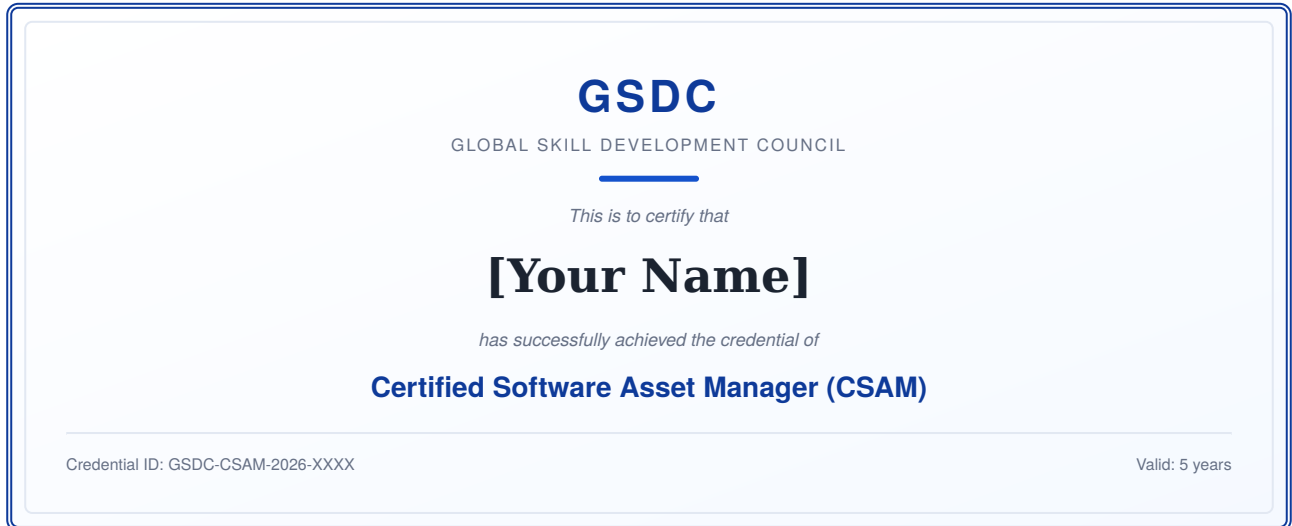 GSDC
GLOBAL SKILL DEVELOPMENT COUNCIL
This is to certify that
[Your Name]
has successfully achieved the credential of
Certified Software Asset Manager (CSAM)
Credential ID: GSDC-CSAM-2026-XXXX
Valid: 5 years